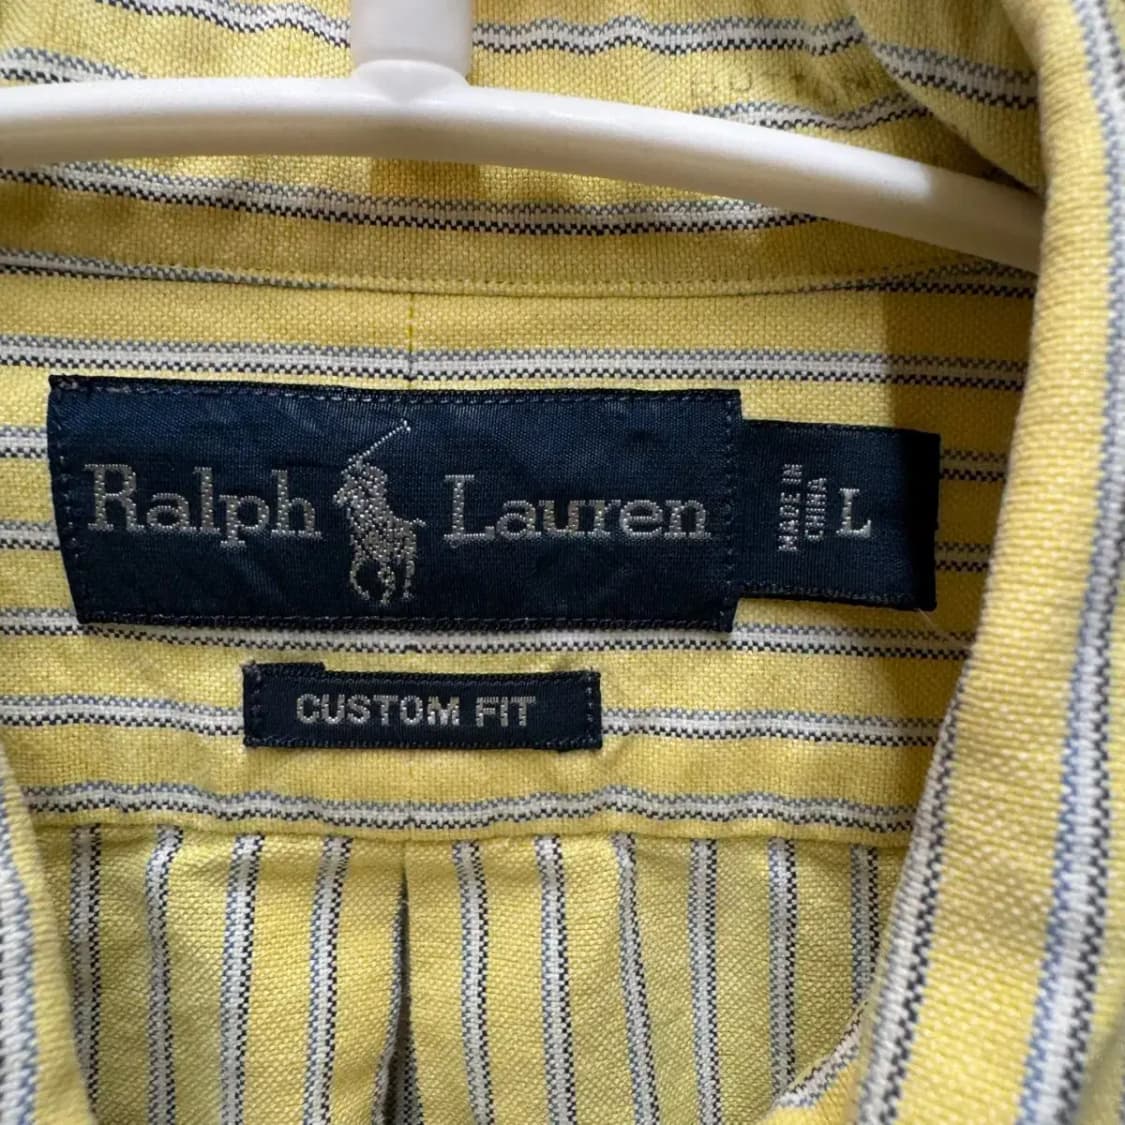 Ralph Lauren
MADE IN
CHINA
L
CUSTOM FIT